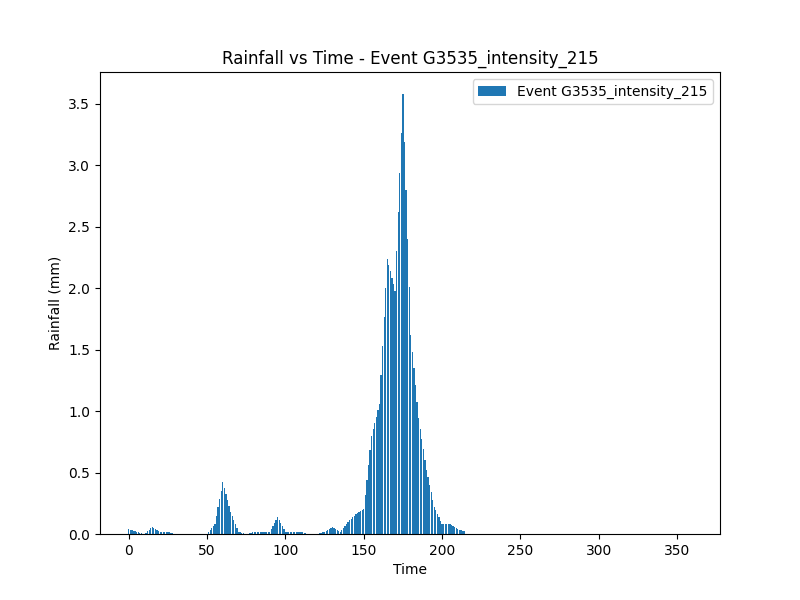 Rainfall vs Time - Event G3535_intensity_215
Event G3535_intensity_215
3.5
3.0
2.5
2.0
1.5
1.0
0.5
0.0
Rainfall (mm)
0 50 100 150 200 250 300 350
Time